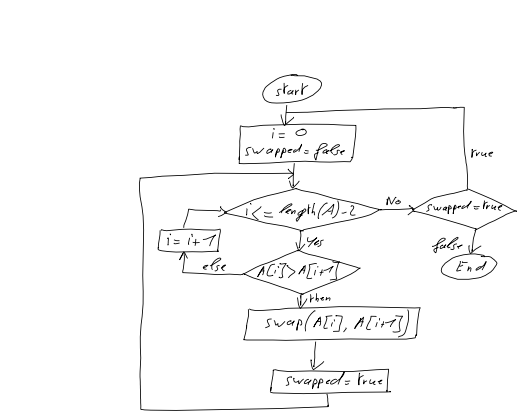 start
i = 0
swapped = false
true
i <= length(A)-2
No
swapped = true
Yes
false
i = i+1
else
A[i]>A[i+1]
End
then
swap(A[i], A[i+1])
swapped = true